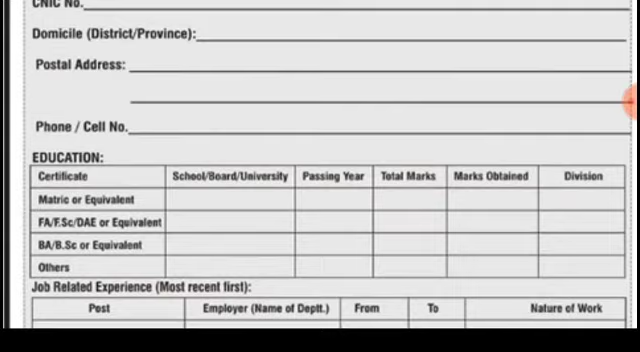 CNIC No.
Domicile (District/Province):
Postal Address:
Phone / Cell No.
EDUCATION:
Certificate School/Board/University Passing Year Total Marks Marks Obtained Division
Matric or Equivalent
FA/F.Sc/DAE or Equivalent
BA/B.Sc or Equivalent
Others
Job Related Experience (Most recent first):
Post Employer (Name of Deptt.) From To Nature of Work